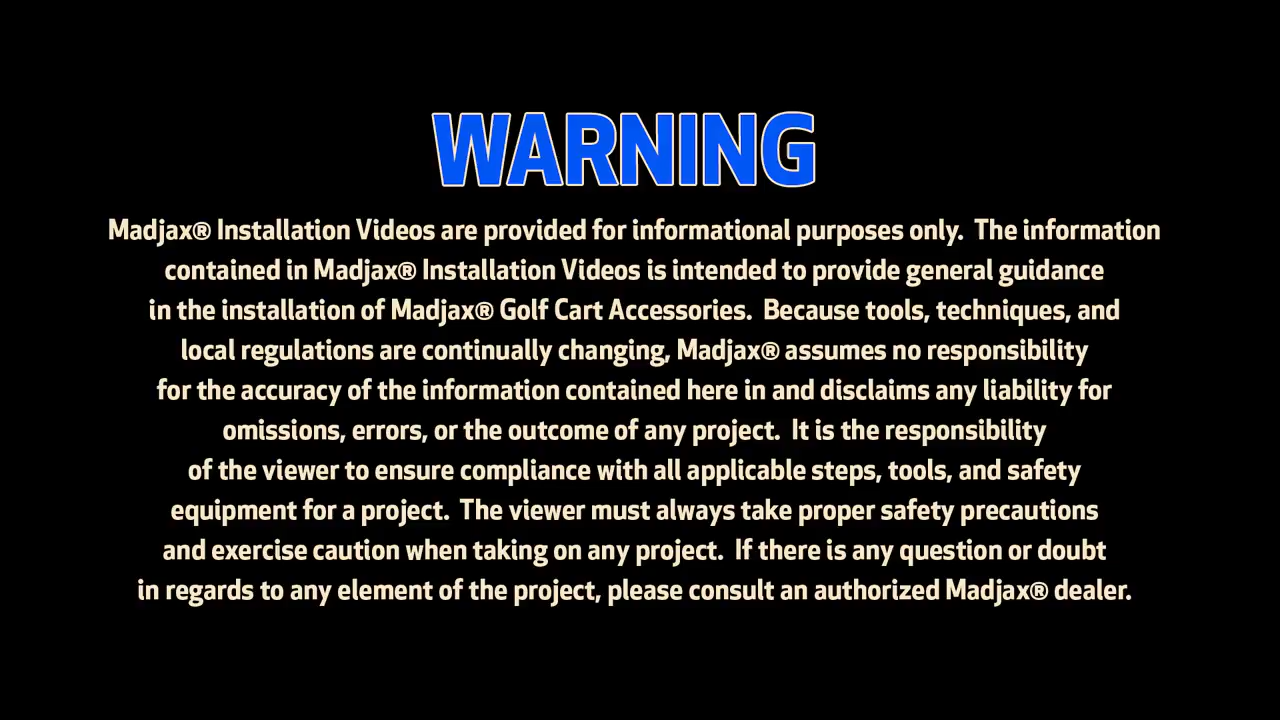 WARNING
Madjax® Installation Videos are provided for informational purposes only.  The information
contained in Madjax® Installation Videos is intended to provide general guidance
in the installation of Madjax® Golf Cart Accessories.  Because tools, techniques, and
local regulations are continually changing, Madjax® assumes no responsibility
for the accuracy of the information contained here in and disclaims any liability for
omissions, errors, or the outcome of any project.  It is the responsibility
of the viewer to ensure compliance with all applicable steps, tools, and safety
equipment for a project.  The viewer must always take proper safety precautions
and exercise caution when taking on any project.  If there is any question or doubt
in regards to any element of the project, please consult an authorized Madjax® dealer.